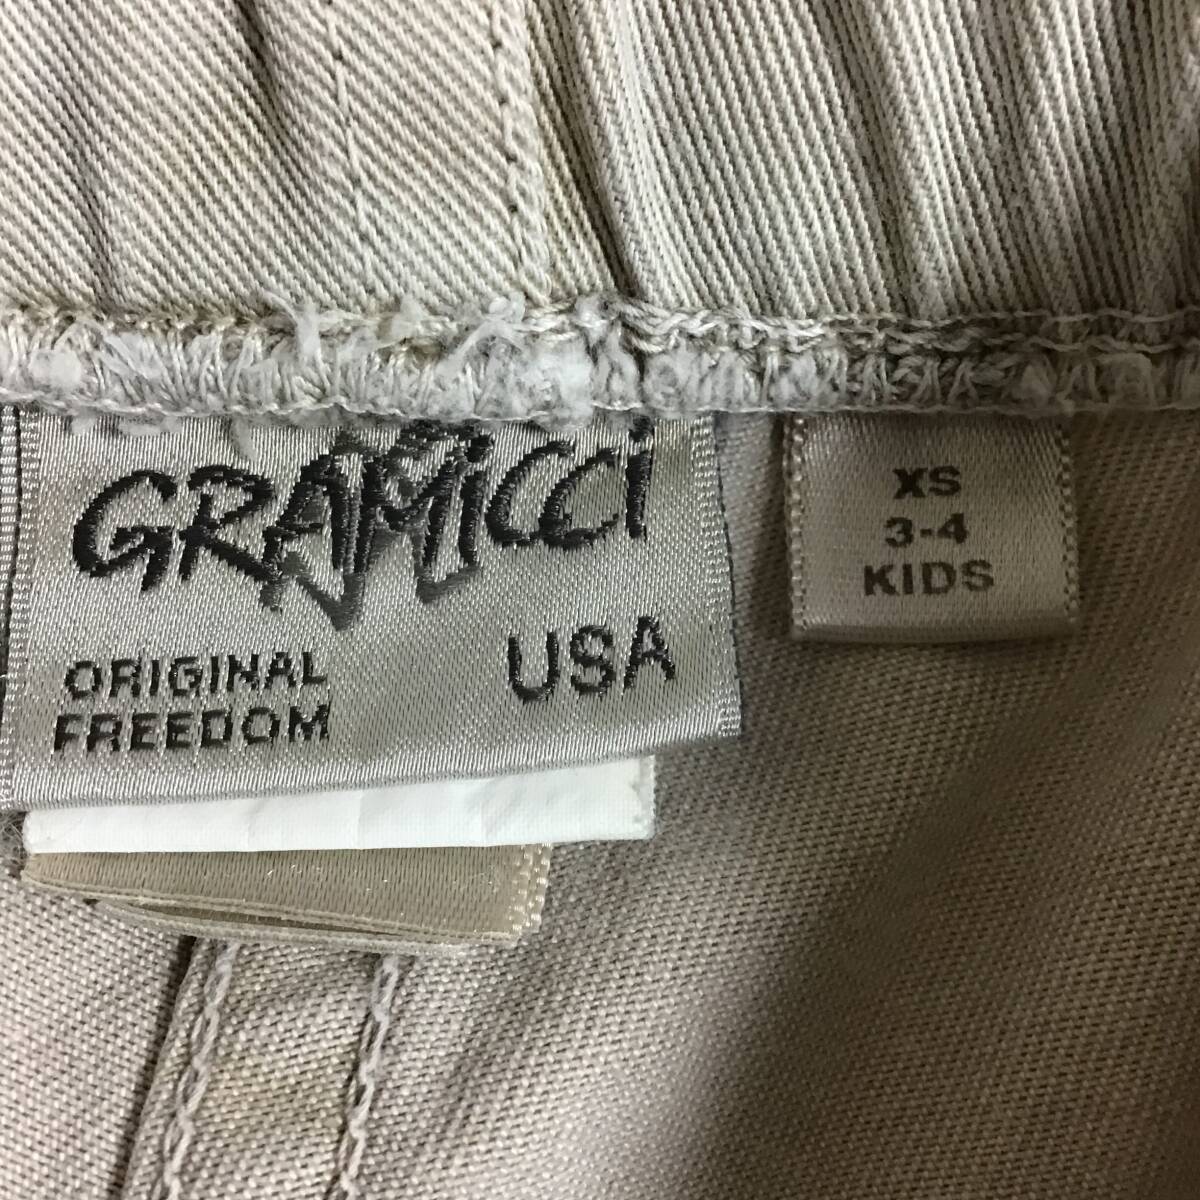 GRAMicci
ORIGINAL
FREEDOM
USA
XS
3-4
KIDS